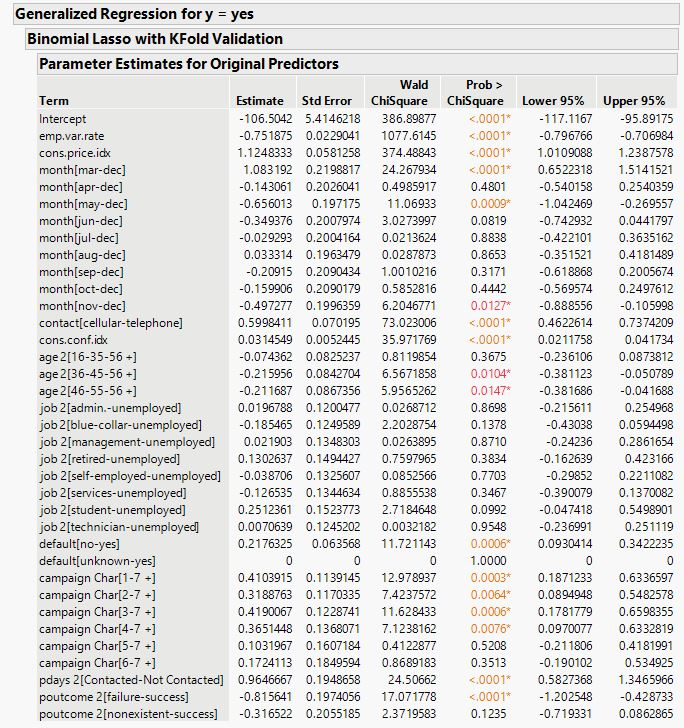 Generalized Regression for y = yes
Binomial Lasso with KFold Validation
Parameter Estimates for Original Predictors
Wald Prob >
Term Estimate Std Error ChiSquare ChiSquare Lower 95% Upper 95%
Intercept -106.5042 5.4146218 386.89877 <.0001* -117.1167 -95.89175
emp.var.rate -0.751875 0.0229041 1077.6145 <.0001* -0.796766 -0.706984
cons.price.idx 1.1248333 0.0581258 374.48843 <.0001* 1.0109088 1.2387578
month[mar-dec] 1.083192 0.2198817 24.267934 <.0001* 0.6522318 1.5141521
month[apr-dec] -0.143061 0.2026041 0.4985917 0.4801 -0.540158 0.2540359
month[may-dec] -0.656013 0.197175 11.06933 0.0009* -1.042469 -0.269557
month[jun-dec] -0.349376 0.2007974 3.0273997 0.0819 -0.742932 0.0441797
month[jul-dec] -0.029293 0.2004164 0.0213624 0.8838 -0.422101 0.3635162
month[aug-dec] 0.033314 0.1963479 0.0287873 0.8653 -0.351521 0.4181489
month[sep-dec] -0.20915 0.2090434 1.0010216 0.3171 -0.618868 0.2005674
month[oct-dec] -0.159906 0.2090179 0.5852816 0.4442 -0.569574 0.2497612
month[nov-dec] -0.497277 0.1996359 6.2046771 0.0127* -0.888556 -0.105998
contact[cellular-telephone] 0.5998411 0.070195 73.023006 <.0001* 0.4622614 0.7374209
cons.conf.idx 0.0314549 0.0052445 35.971769 <.0001* 0.0211758 0.041734
age 2[16-35-56 +] -0.074362 0.0825237 0.8119854 0.3675 -0.236106 0.0873812
age 2[36-45-56 +] -0.215956 0.0842704 6.5671858 0.0104* -0.381123 -0.050789
age 2[46-55-56 +] -0.211687 0.0867356 5.9565262 0.0147* -0.381686 -0.041688
job 2[admin.-unemployed] 0.0196788 0.1200477 0.0268712 0.8698 -0.215611 0.254968
job 2[blue-collar-unemployed] -0.185465 0.1249589 2.2028754 0.1378 -0.43038 0.0594498
job 2[management-unemployed] 0.021903 0.1348303 0.0263895 0.8710 -0.24236 0.2861654
job 2[retired-unemployed] 0.1302637 0.1494427 0.7597965 0.3834 -0.162639 0.423166
job 2[self-employed-unemployed] -0.038706 0.1325607 0.0852566 0.7703 -0.29852 0.2211082
job 2[services-unemployed] -0.126535 0.1344634 0.8855538 0.3467 -0.390079 0.1370082
job 2[student-unemployed] 0.2512361 0.1523773 2.7184648 0.0992 -0.047418 0.5498901
job 2[technician-unemployed] 0.0070639 0.1245202 0.0032182 0.9548 -0.236991 0.251119
default[no-yes] 0.2176325 0.063568 11.721143 0.0006* 0.0930414 0.3422235
default[unknown-yes] 0 0 0 1.0000 0 0
campaign Char[1-7 +] 0.4103915 0.1139145 12.978937 0.0003* 0.1871233 0.6336597
campaign Char[2-7 +] 0.3188763 0.1170335 7.4237572 0.0064* 0.0894948 0.5482578
campaign Char[3-7 +] 0.4190067 0.1228741 11.628433 0.0006* 0.1781779 0.6598355
campaign Char[4-7 +] 0.3651448 0.1368071 7.1238162 0.0076* 0.0970077 0.6332819
campaign Char[5-7 +] 0.1031967 0.1607184 0.4122877 0.5208 -0.211806 0.4181991
campaign Char[6-7 +] 0.1724113 0.1849594 0.8689183 0.3513 -0.190102 0.534925
pdays 2[Contacted-Not Contacted] 0.9646667 0.1948658 24.50662 <.0001* 0.5827368 1.3465966
poutcome 2[failure-success] -0.815641 0.1974056 17.071778 <.0001* -1.202548 -0.428733
poutcome 2[nonexistent-success] -0.316522 0.2055185 2.3719583 0.1235 -0.719331 0.0862865